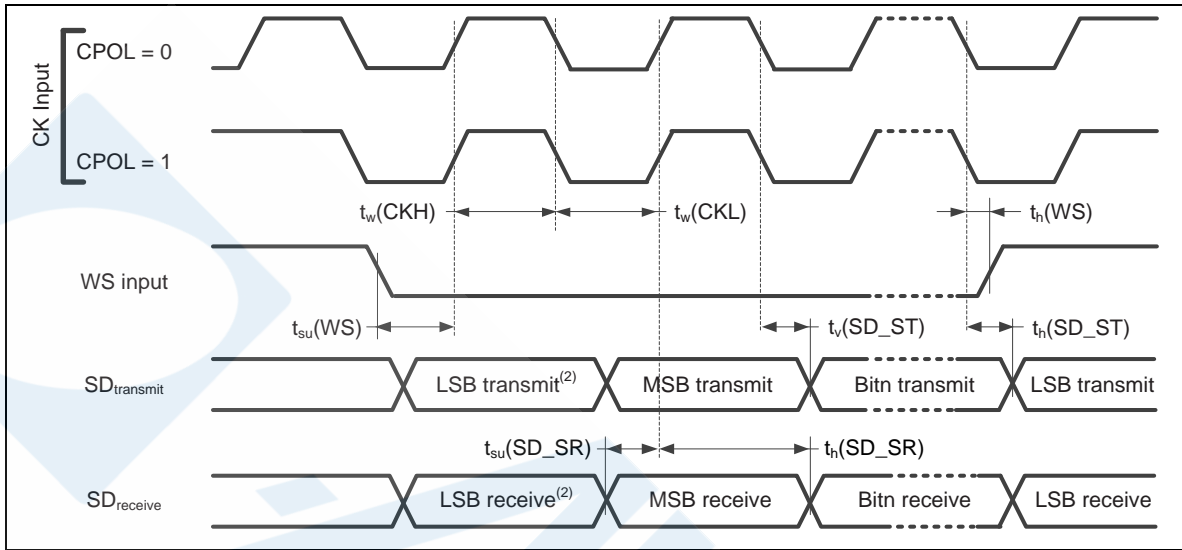 CK Input
CPOL = 0
CPOL = 1
tw(CKH)
tw(CKL)
th(WS)
WS input
tsu(WS)
tv(SD_ST)
th(SD_ST)
SDtransmit
LSB transmit(2)
MSB transmit
Bitn transmit
LSB transmit
tsu(SD_SR)
th(SD_SR)
SDreceive
LSB receive(2)
MSB receive
Bitn receive
LSB receive